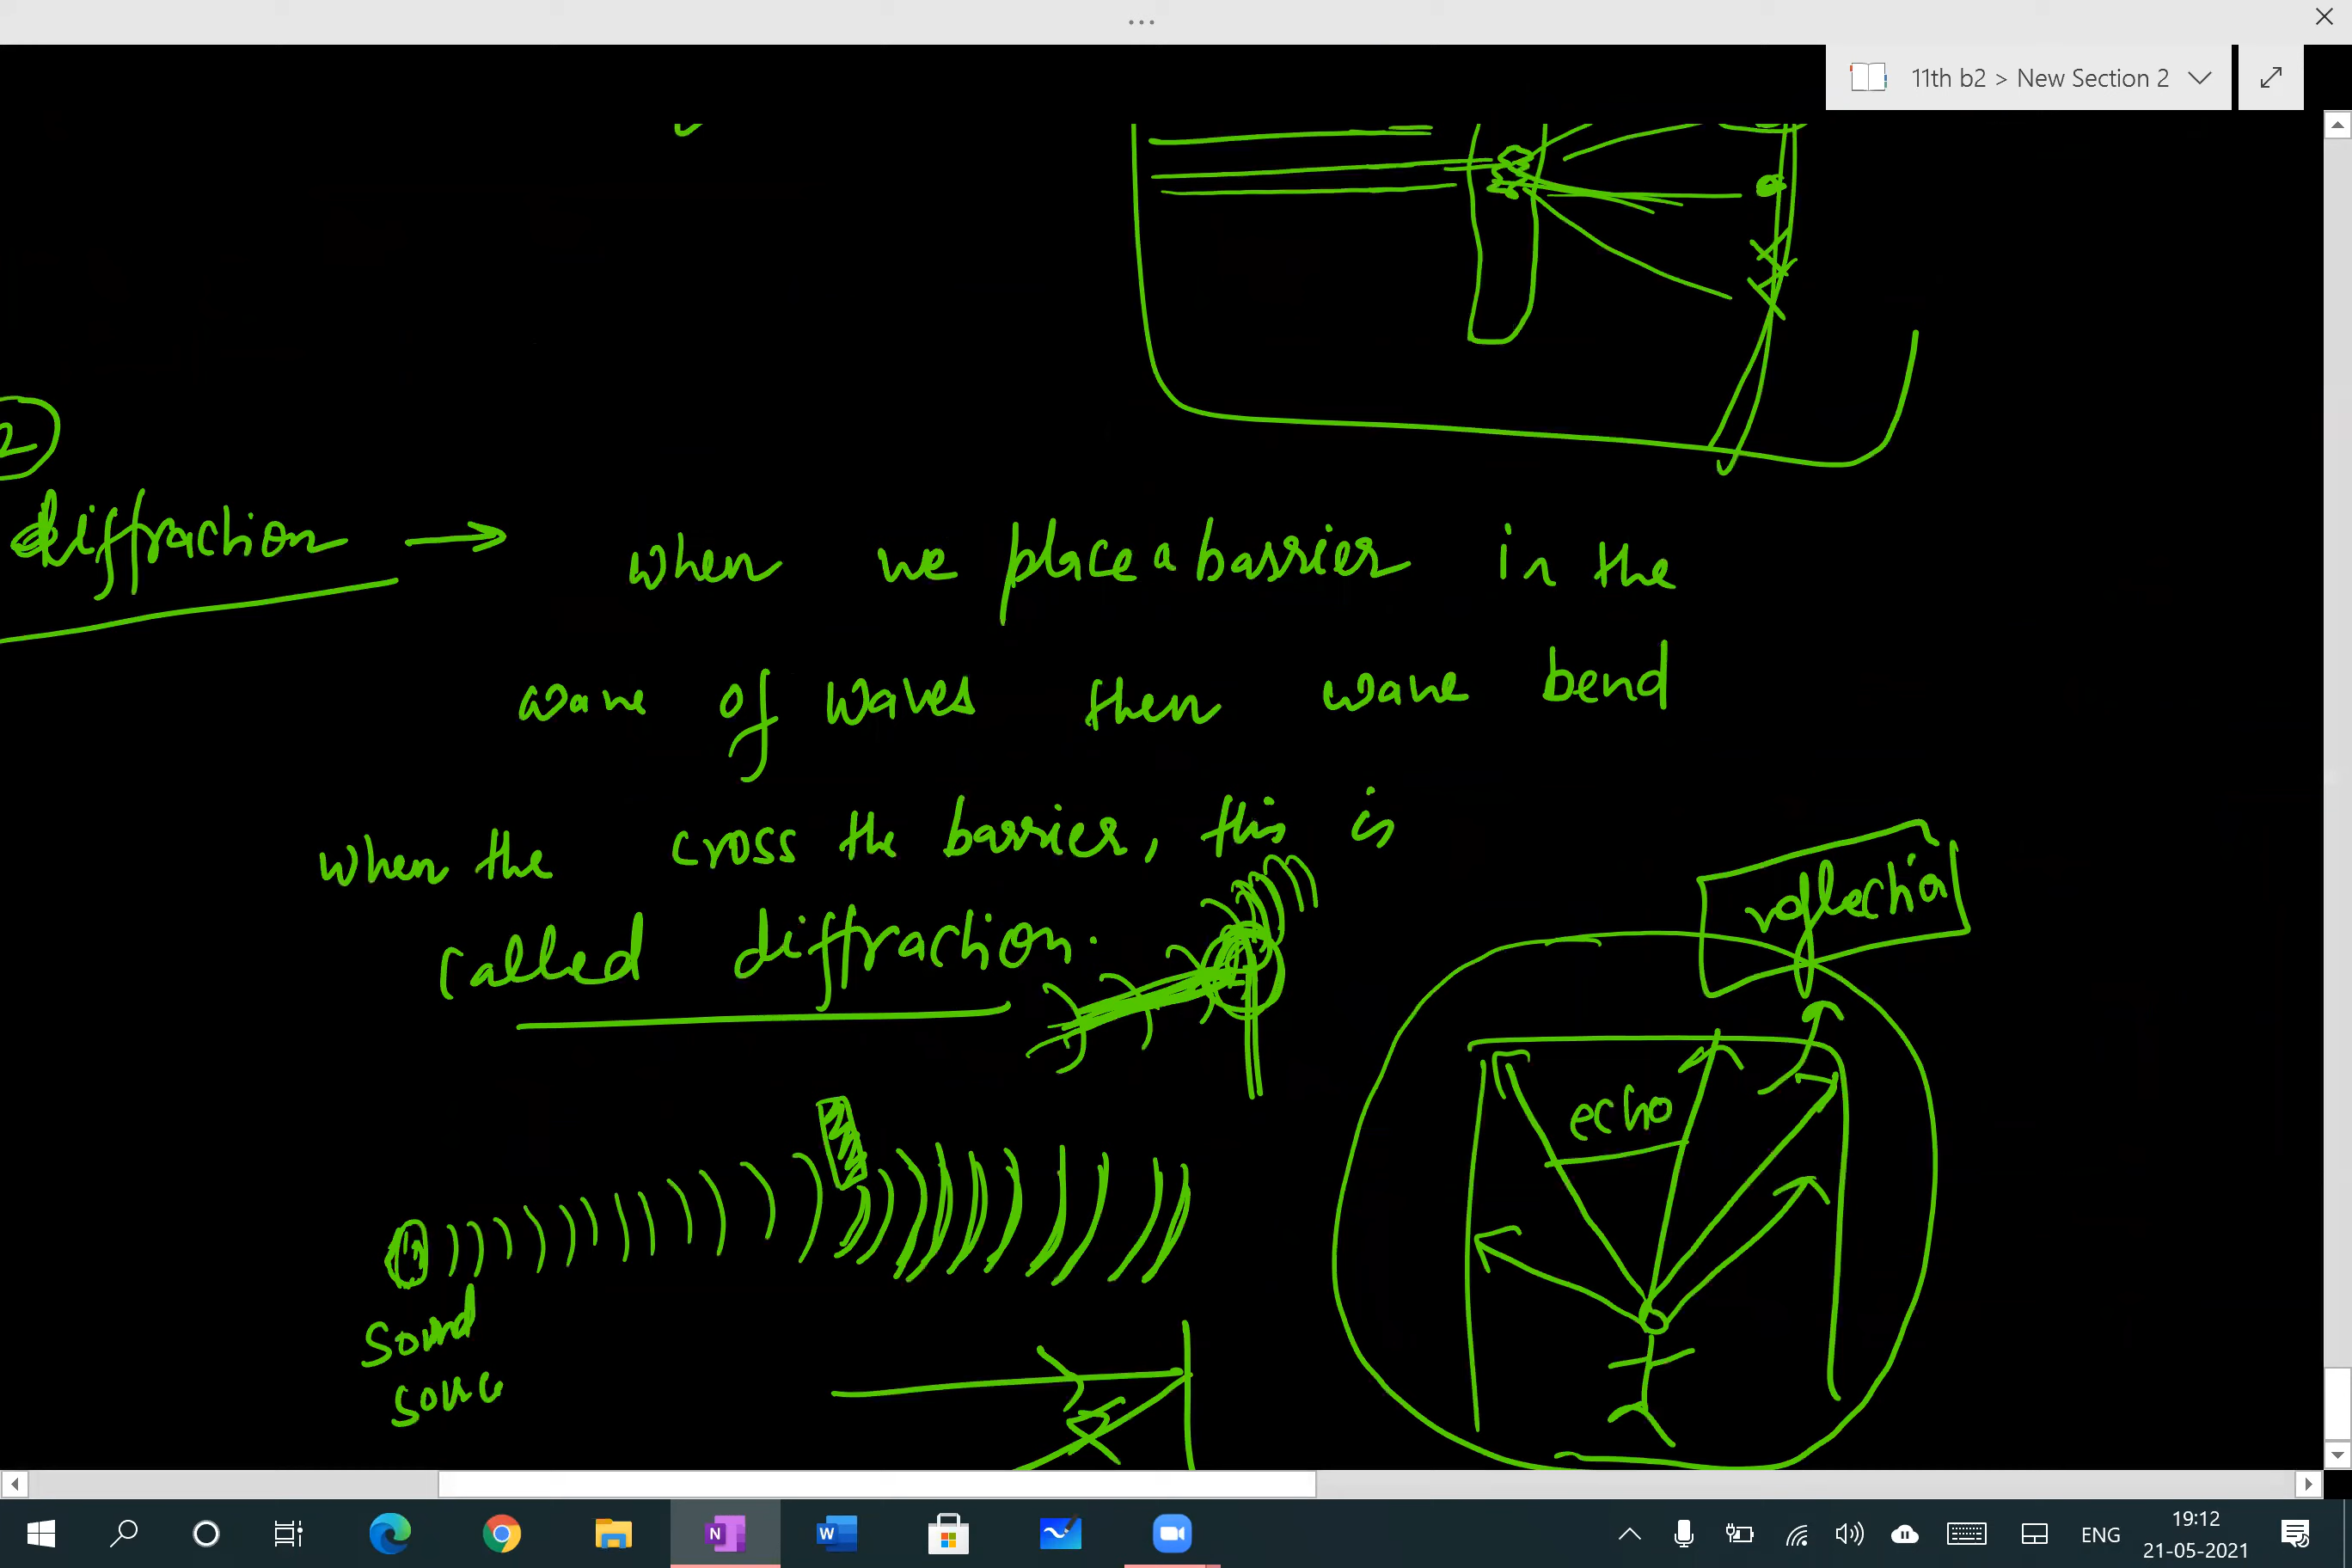 11th b2 > New Section 2
2
diffraction → when we place a barrier in the
wave of waves then wave bend
when the cross the barrier, this is
called diffraction.
reflection
echo
sound
sourc
N
W
ENG
19:12
21-05-2021